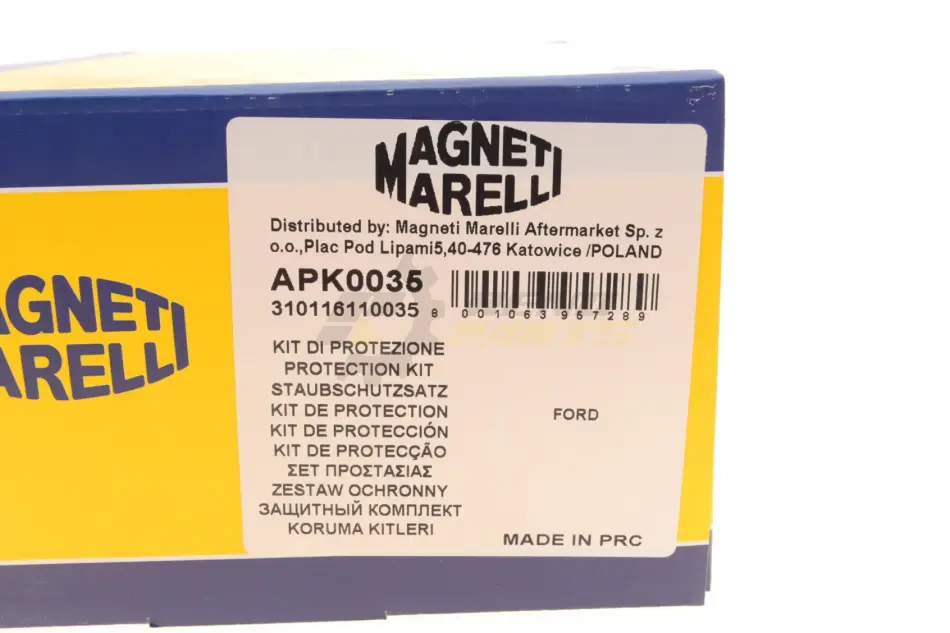 MAGNETI
MARELLI
Distributed by: Magneti Marelli Aftermarket Sp. z
o.o.,Plac Pod Lipami5,40-476 Katowice /POLAND
APK0035
310116110035
8 001063 957289
KIT DI PROTEZIONE
PROTECTION KIT
STAUBSCHUTZSATZ
KIT DE PROTECTION
KIT DE PROTECCIÓN
KIT DE PROTECÇÃO
ΣΕΤ ΠΡΟΣΤΑΣΙΑΣ
ZESTAW OCHRONNY
ЗАЩИТНЫЙ КОМПЛЕКТ
KORUMA KITLERI
FORD
MADE IN PRC
AGNETI
ARELLI